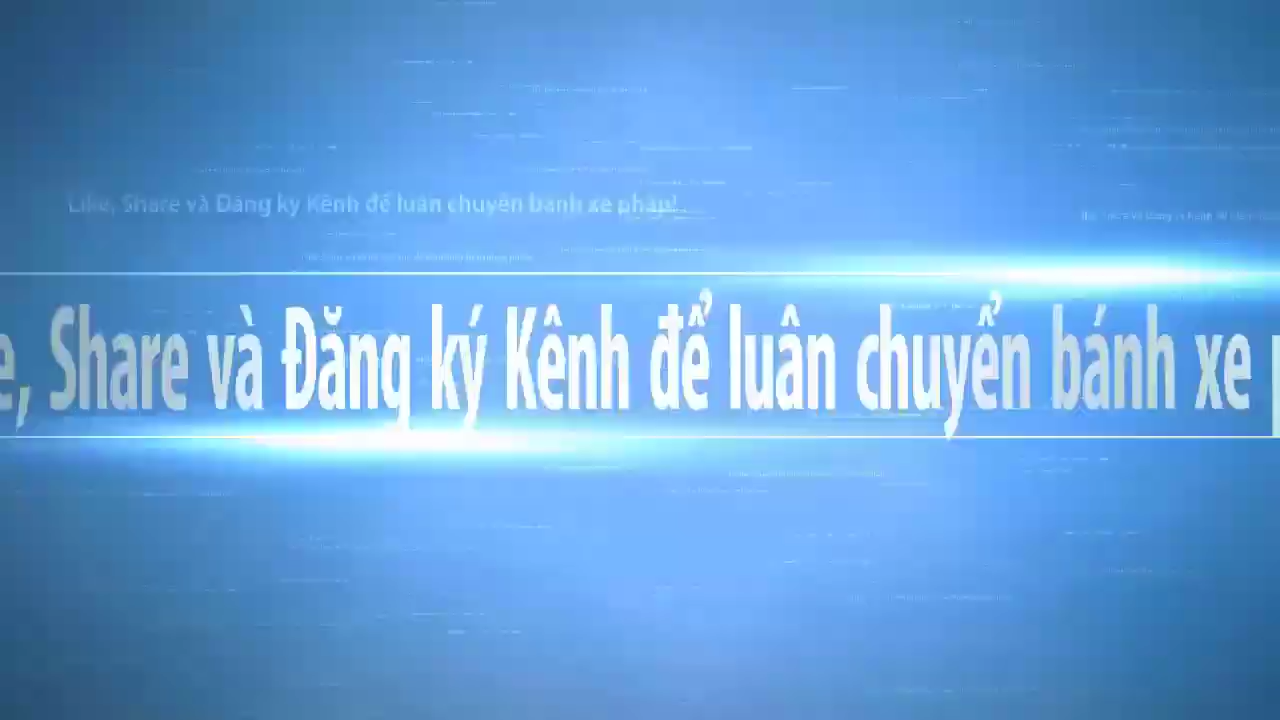 Like, Share và Đăng ký Kênh để luân chuyển bánh xe pháp!
e, Share và Đăng ký Kênh để luân chuyển bánh xe p